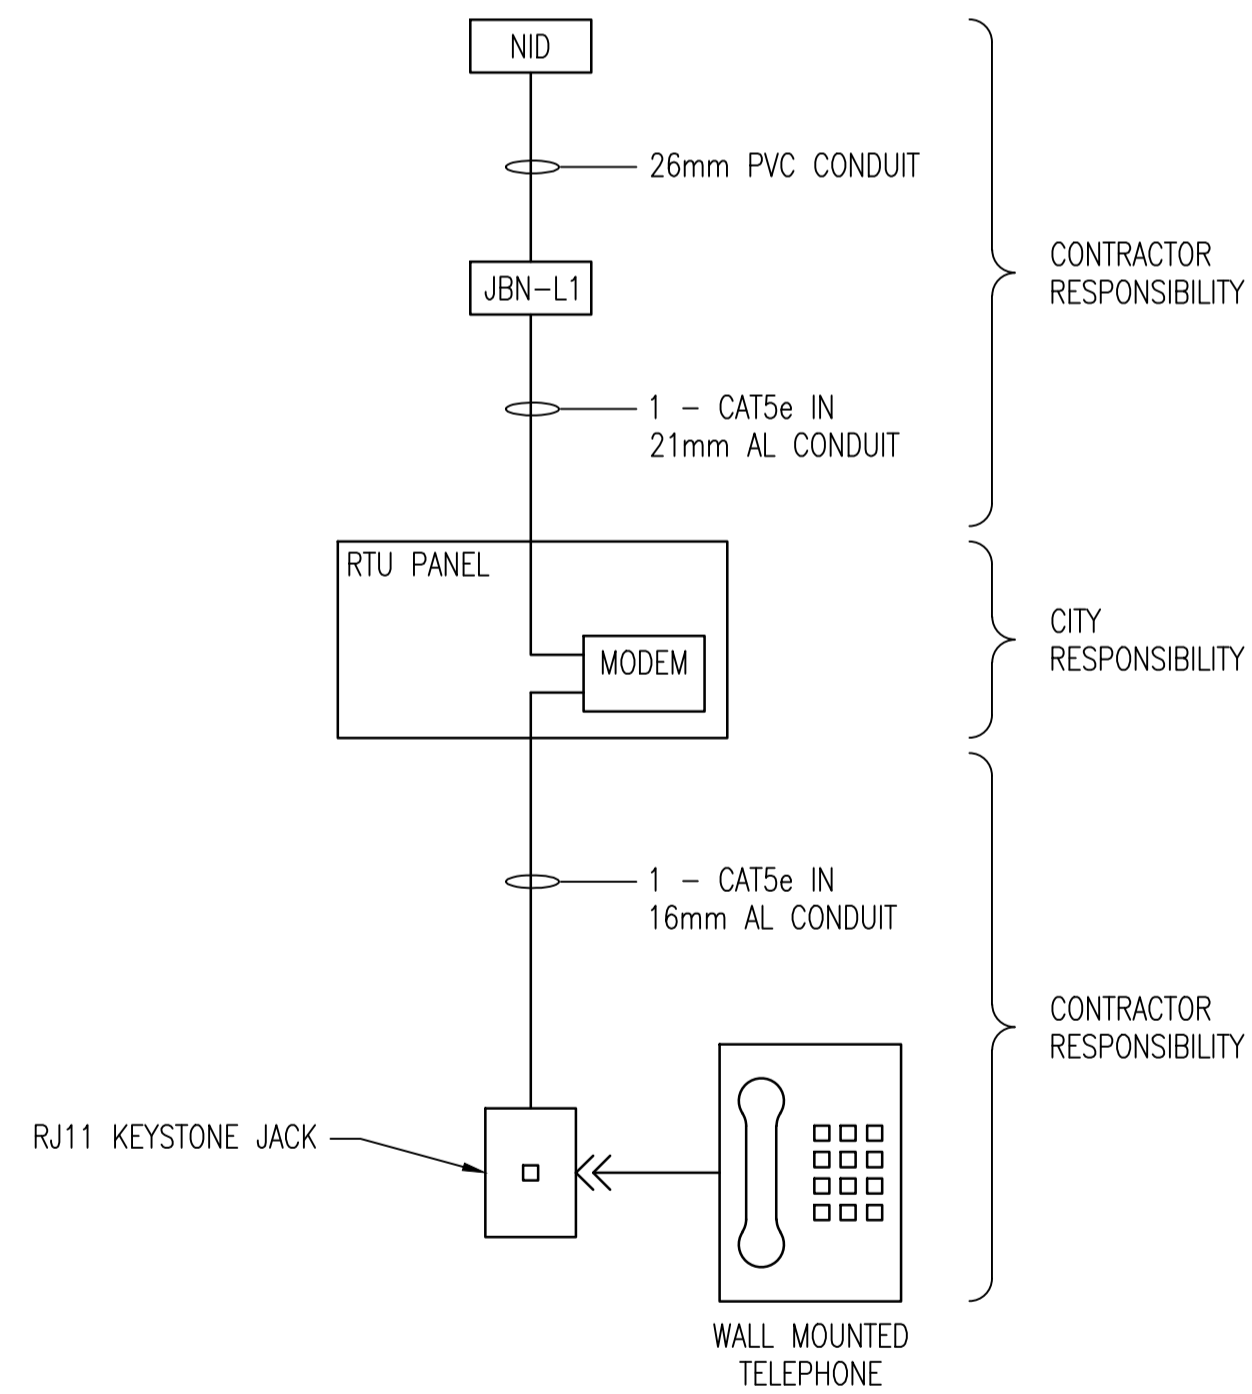 NID
26mm PVC CONDUIT
CONTRACTOR
RESPONSIBILITY
JBN-L1
1 - CAT5e IN
21mm AL CONDUIT
RTU PANEL
CITY
RESPONSIBILITY
MODEM
1 - CAT5e IN
16mm AL CONDUIT
CONTRACTOR
RESPONSIBILITY
RJ11 KEYSTONE JACK
WALL MOUNTED
TELEPHONE